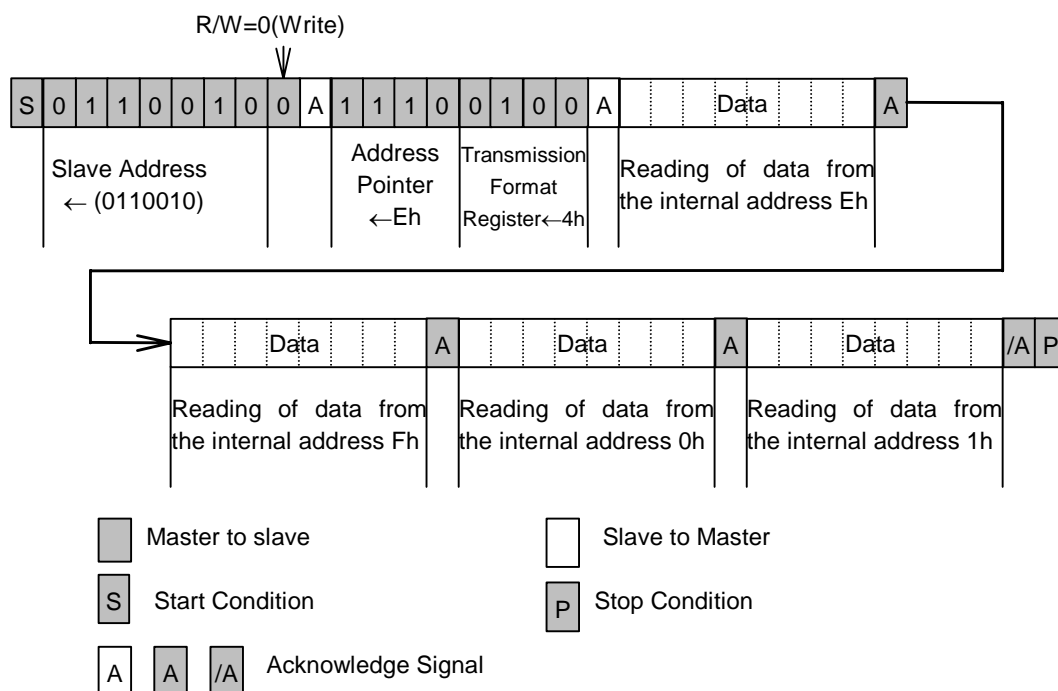 R/W=0(Write)
S 0 1 1 0 0 1 0 0 A 1 1 1 0 0 1 0 0 A Data A
Slave Address
← (0110010)
Address
Pointer
←Eh
Transmission
Format
Register←4h
Reading of data from
the internal address Eh
Data A Data A Data /A P
Reading of data from
the internal address Fh
Reading of data from
the internal address 0h
Reading of data from
the internal address 1h
Master to slave
Slave to Master
S Start Condition
P Stop Condition
A A /A Acknowledge Signal